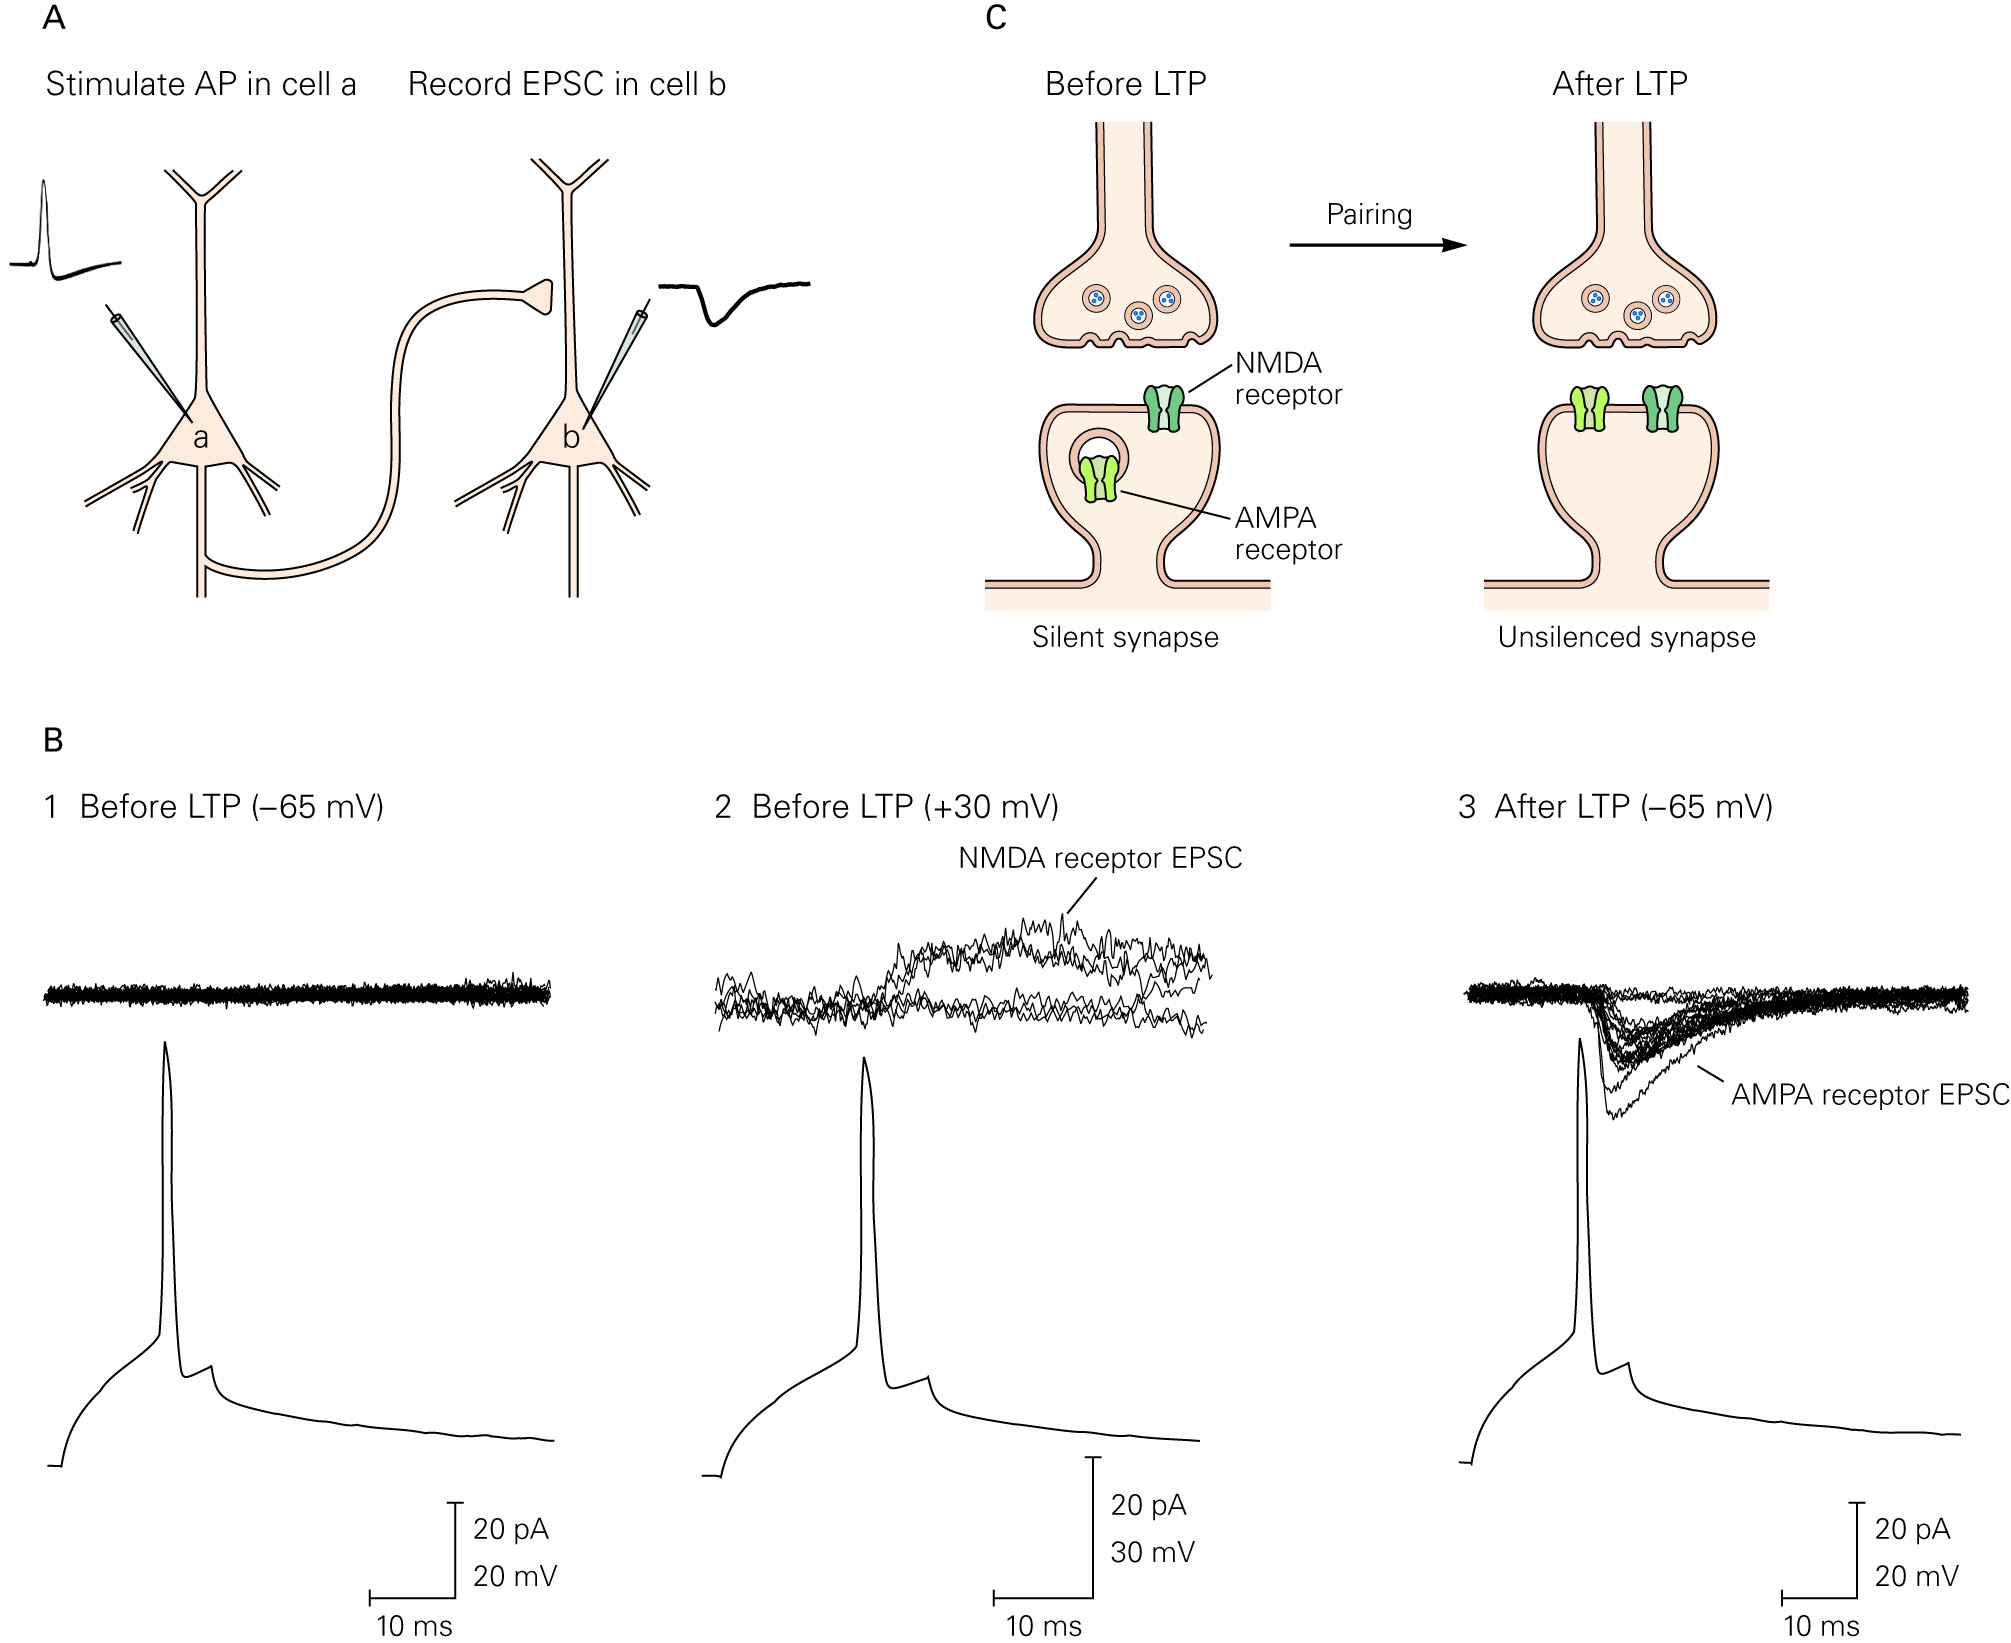 A
Stimulate AP in cell a
Record EPSC in cell b
a
b
C
Before LTP
After LTP
Pairing
NMDA
receptor
AMPA
receptor
Silent synapse
Unsilenced synapse
B
1 Before LTP (–65 mV)
2 Before LTP (+30 mV)
3 After LTP (–65 mV)
NMDA receptor EPSC
AMPA receptor EPSC
20 pA
20 mV
10 ms
20 pA
30 mV
10 ms
20 pA
20 mV
10 ms